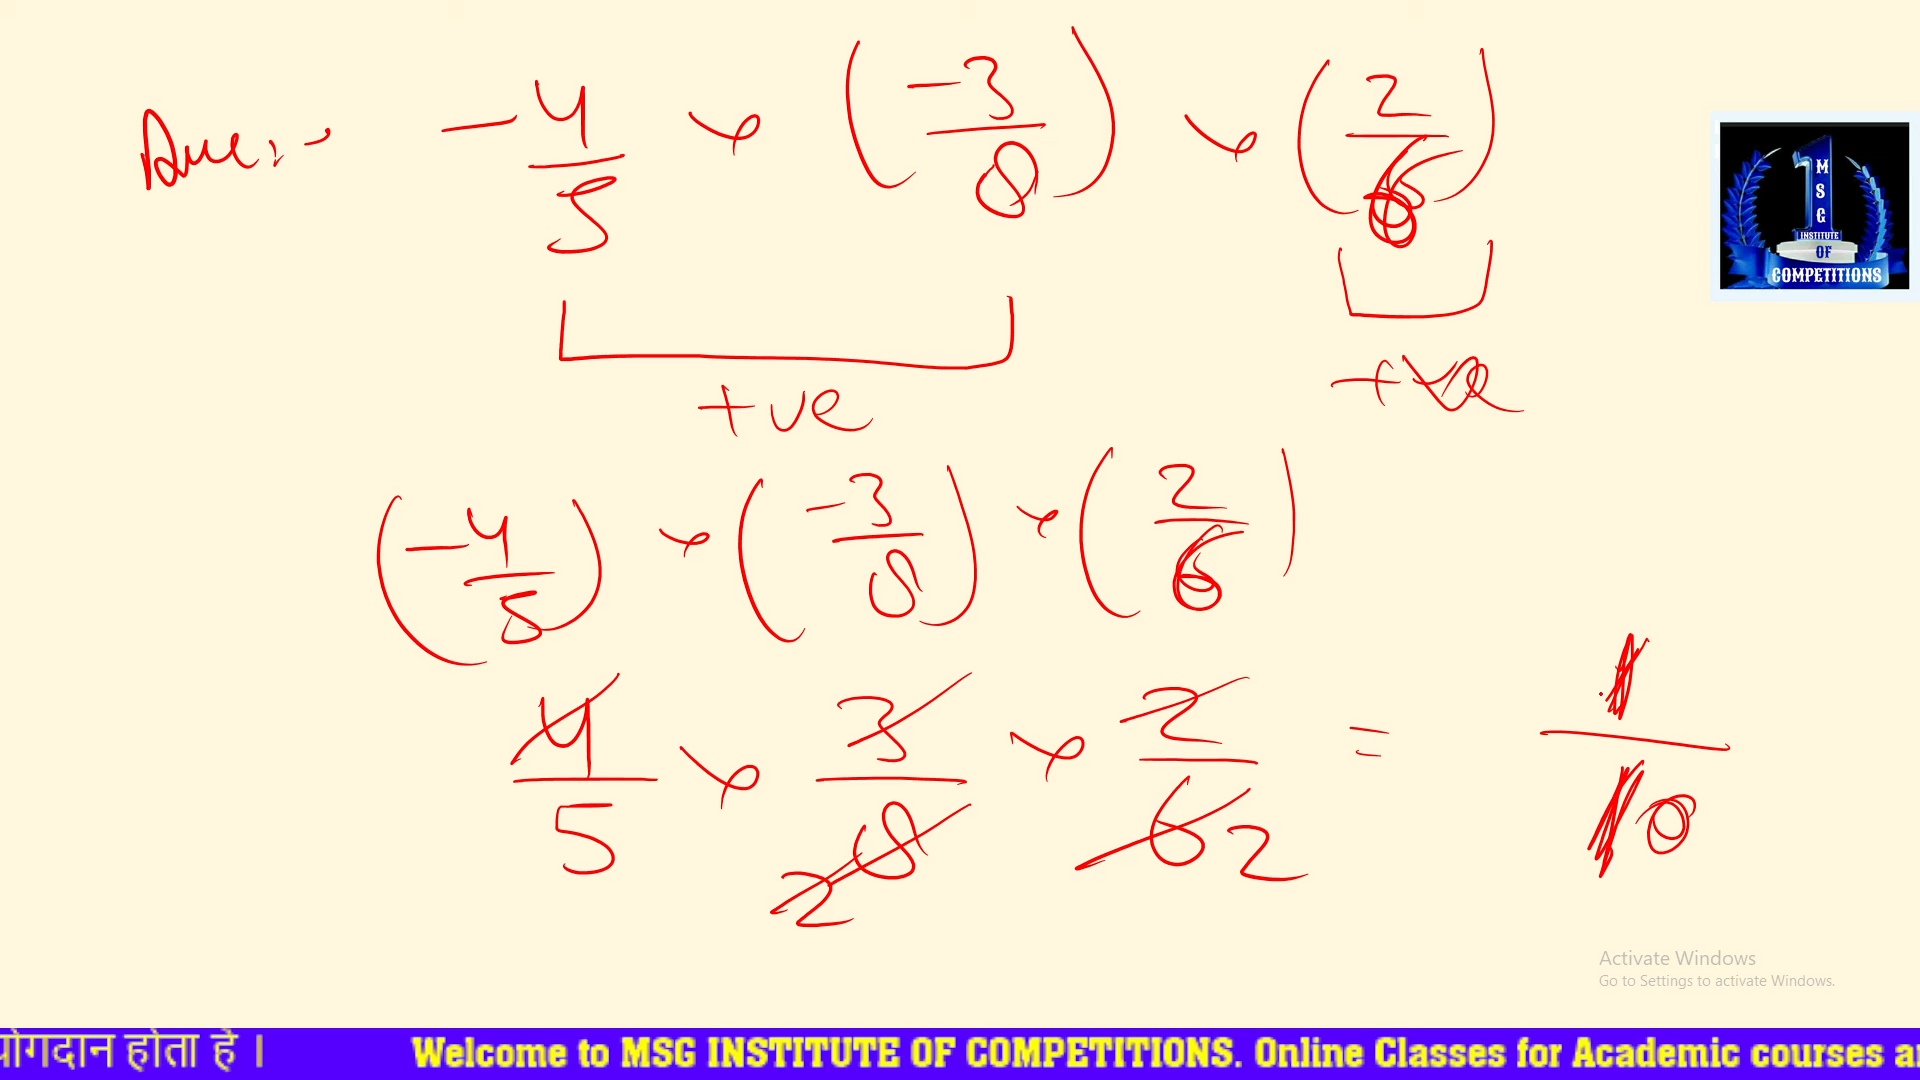 Ans:- -4/5 × (-3/8) × (2/6)
+ve +ve
(-4/5) × (-3/8) × (2/6)
4/5 × 3/8 2 × 2/6 2 = 1/10
M
S
G
INSTITUTE
OF
COMPETITIONS
Activate Windows
Go to Settings to activate Windows.
योगदान होता है । Welcome to MSG INSTITUTE OF COMPETITIONS. Online Classes for Academic courses